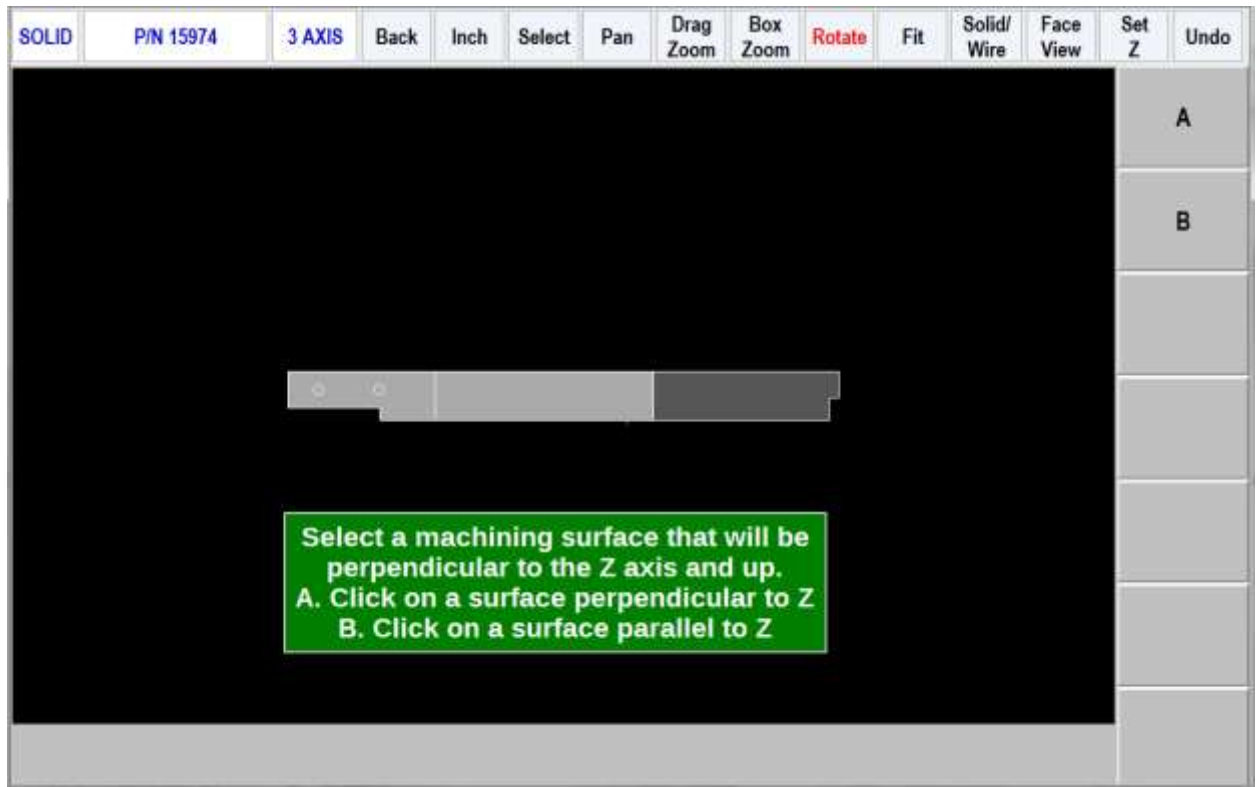 SOLID P/N 15974 3 AXIS Back Inch Select Pan Drag Zoom Box Zoom Rotate Fit Solid/ Wire Face View Set Z Undo
A
B
Select a machining surface that will be
perpendicular to the Z axis and up.
A. Click on a surface perpendicular to Z
B. Click on a surface parallel to Z